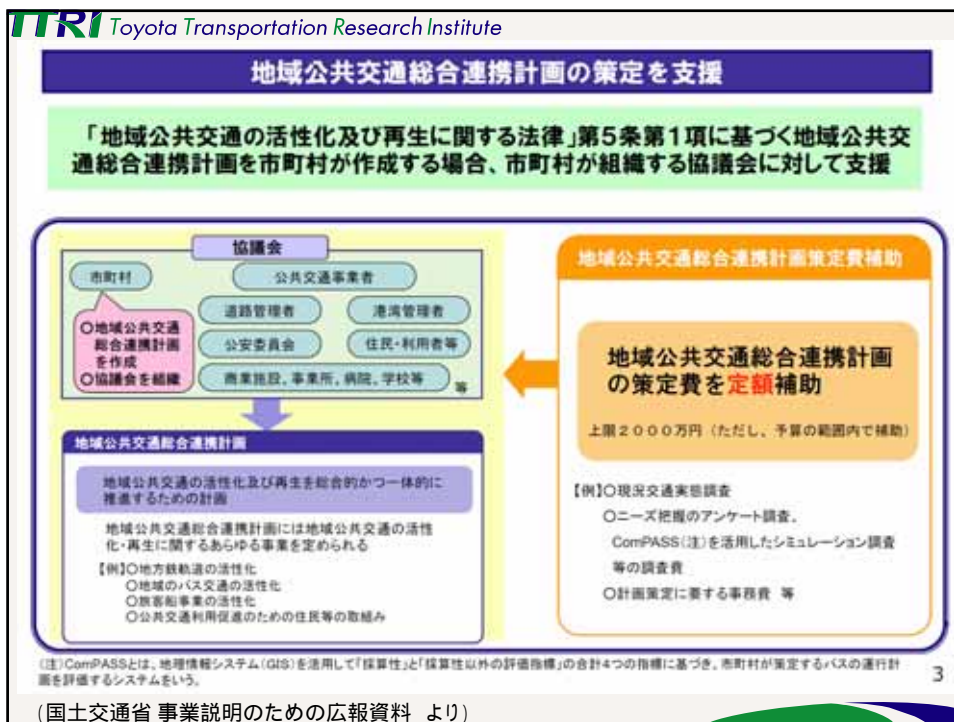 TTRI Toyota Transportation Research Institute
地域公共交通総合連携計画の策定を支援
「地域公共交通の活性化及び再生に関する法律」第5条第1項に基づく地域公共交
通総合連携計画を市町村が作成する場合、市町村が組織する協議会に対して支援
協議会
市町村
公共交通事業者
道路管理者
港湾管理者
〇地域公共交通
総合連携計画
を作成
〇協議会を組織
公安委員会
住民・利用者等
商業施設、事業所、病院、学校等
等
地域公共交通総合連携計画
地域公共交通の活性化及び再生を総合的かつ一体的に
推進するための計画
地域公共交通総合連携計画には地域公共交通の活性
化・再生に関するあらゆる事業を定められる
【例】〇地方鉄軌道の活性化
〇地域のバス交通の活性化
〇旅客船事業の活性化
〇公共交通利用促進のための住民等の取組み
地域公共交通総合連携計画策定費補助
地域公共交通総合連携計画
の策定費を定額補助
上限2000万円(ただし、予算の範囲内で補助)
【例】〇現況交通実態調査
〇ニーズ把握のアンケート調査、
ComPASS(注)を活用したシミュレーション調査
等の調査費
〇計画策定に要する事務費 等
(注)ComPASSとは、地理情報システム(GIS)を活用して「採算性」と「採算性以外の評価指標」の合計4つの指標に基づき、市町村が策定するバスの運行計
画を評価するシステムをいう。
3
(国土交通省 事業説明のための広報資料 より)